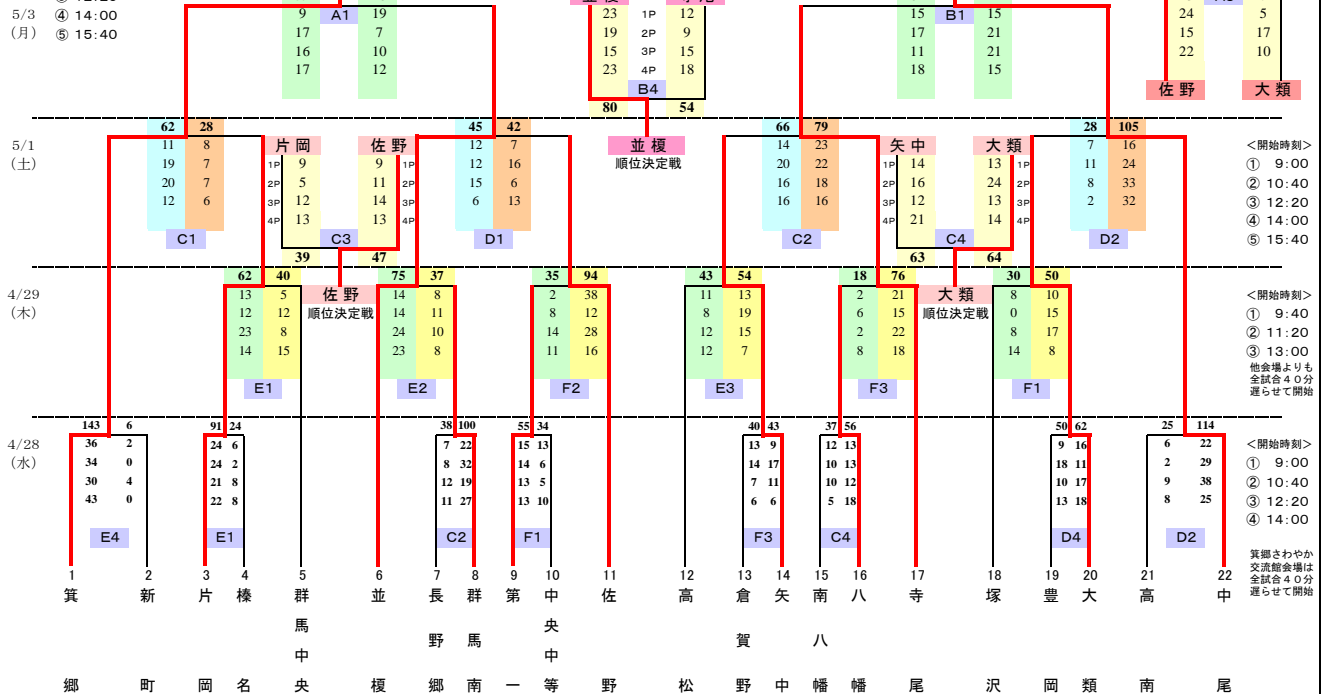 5/3
(月)
④ 14:00
⑤ 15:40
9 A1 19
17 7
16 10
17 12
23 1P 12
19 2P 9
15 3P 15
23 4P 18
B4
80 54
15 B1 15
17 21
11 21
18 15
24 5
15 17
22 10
佐野 大類
5/1
(土)
62 28
11 8
19 7
20 7
12 6
C1
片岡 佐野
1P 9 9 1P
2P 5 11 2P
3P 12 14 3P
4P 13 13 4P
C3
39 47
45 42
12 7
12 16
15 6
6 13
D1
並榎
順位決定戦
66 79
14 23
20 22
16 18
16 16
C2
矢中 大類
1P 14 13 1P
2P 16 24 2P
3P 12 13 3P
4P 21 14 4P
C4
63 64
28 105
7 16
11 24
8 33
2 32
D2
<開始時刻>
① 9:00
② 10:40
③ 12:20
④ 14:00
⑤ 15:40
4/29
(木)
62 40
13 5
12 12
23 8
14 15
E1
佐野
順位決定戦
75 37
14 8
14 11
24 10
23 8
E2
35 94
2 38
8 12
14 28
11 16
F2
43 54
11 13
8 19
12 15
12 7
E3
18 76
2 21
6 15
2 22
8 18
F3
大類
順位決定戦
30 50
8 10
0 15
8 17
14 8
F1
<開始時刻>
① 9:40
② 11:20
③ 13:00
他会場よりも
全試合40分
遅らせて開始
4/28
(水)
143 6
36 2
34 0
30 4
43 0
E4
91 24
24 6
24 2
21 8
22 8
E1
38 100
7 22
8 32
12 19
11 27
C2
55 34
15 13
14 6
13 5
13 10
F1
40 43
13 9
14 17
7 11
6 6
F3
37 56
12 13
10 13
10 12
5 18
C4
50 62
9 16
18 11
10 17
13 18
D4
25 114
6 22
2 29
9 38
8 25
D2
<開始時刻>
① 9:00
② 10:40
③ 12:20
④ 14:00
箕郷さわやか
交流館会場は
全試合40分
遅らせて開始
1 箕郷
2 新町
3 片岡
4 榛名
5 群馬中央
6 並榎
7 長野郷
8 群馬南
9 第一
10 中央中等
11 佐野
12 高松
13 倉賀野
14 矢中
15 南八幡
16 八幡
17 寺尾
18 塚沢
19 豊岡
20 大類
21 高南
22 中尾